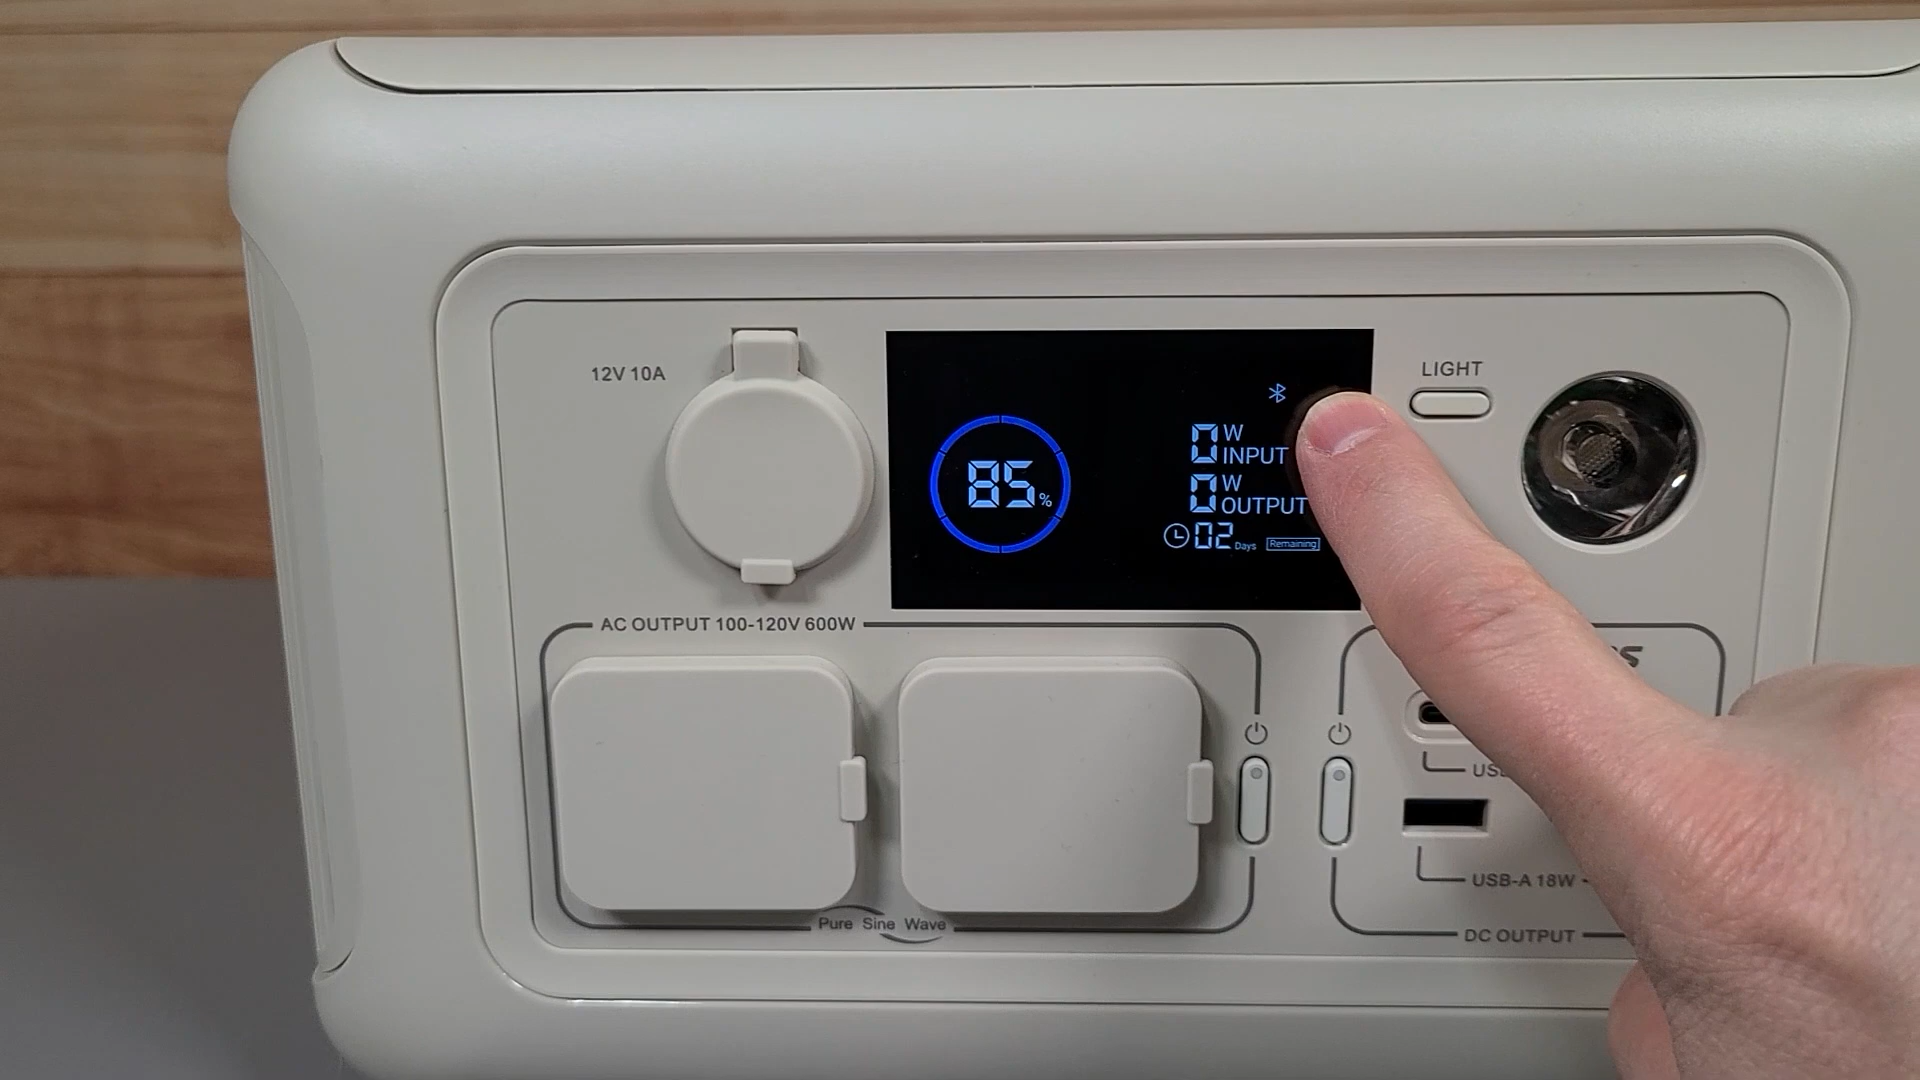 12V 10A
LIGHT
85%
0 W
INPUT
0 W
OUTPUT
02 Days Remaining
AC OUTPUT 100-120V 600W
USB-A 18W
DC OUTPUT
Pure Sine Wave